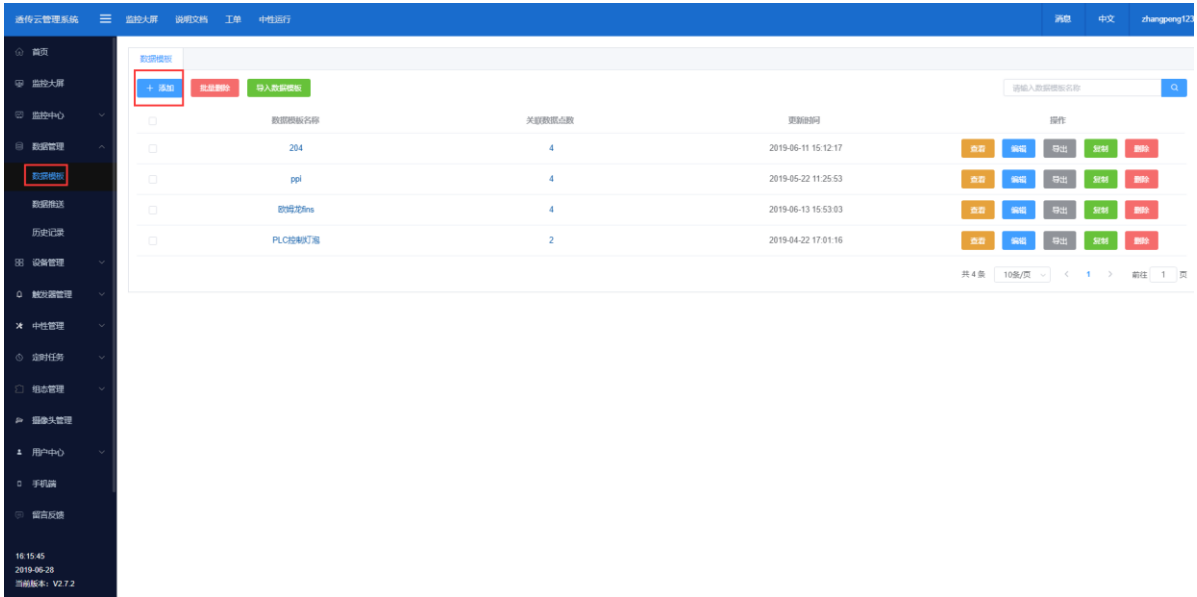 透传云管理系统 监控大屏 说明文档 工单 中性运行 消息 中文 zhangpeng123
首页
监控大屏
监控中心
数据管理
数据模板
数据推送
历史记录
设备管理
触发器管理
中性管理
定时任务
组态管理
摄像头管理
用户中心
手机端
留言反馈
16:15:45
2019-06-28
当前版本: V2.7.2
数据模板
+ 添加 批量删除 导入数据模板 请输入数据模板名称
数据模板名称 关联数据点数 更新时间 操作
204 4 2019-06-11 15:12:17 查看 编辑 导出 复制 删除
ppi 4 2019-05-22 11:25:53 查看 编辑 导出 复制 删除
欧姆龙fins 4 2019-06-13 15:53:03 查看 编辑 导出 复制 删除
PLC控制灯泡 2 2019-04-22 17:01:16 查看 编辑 导出 复制 删除
共 4 条 10条/页 < 1 > 前往 1 页